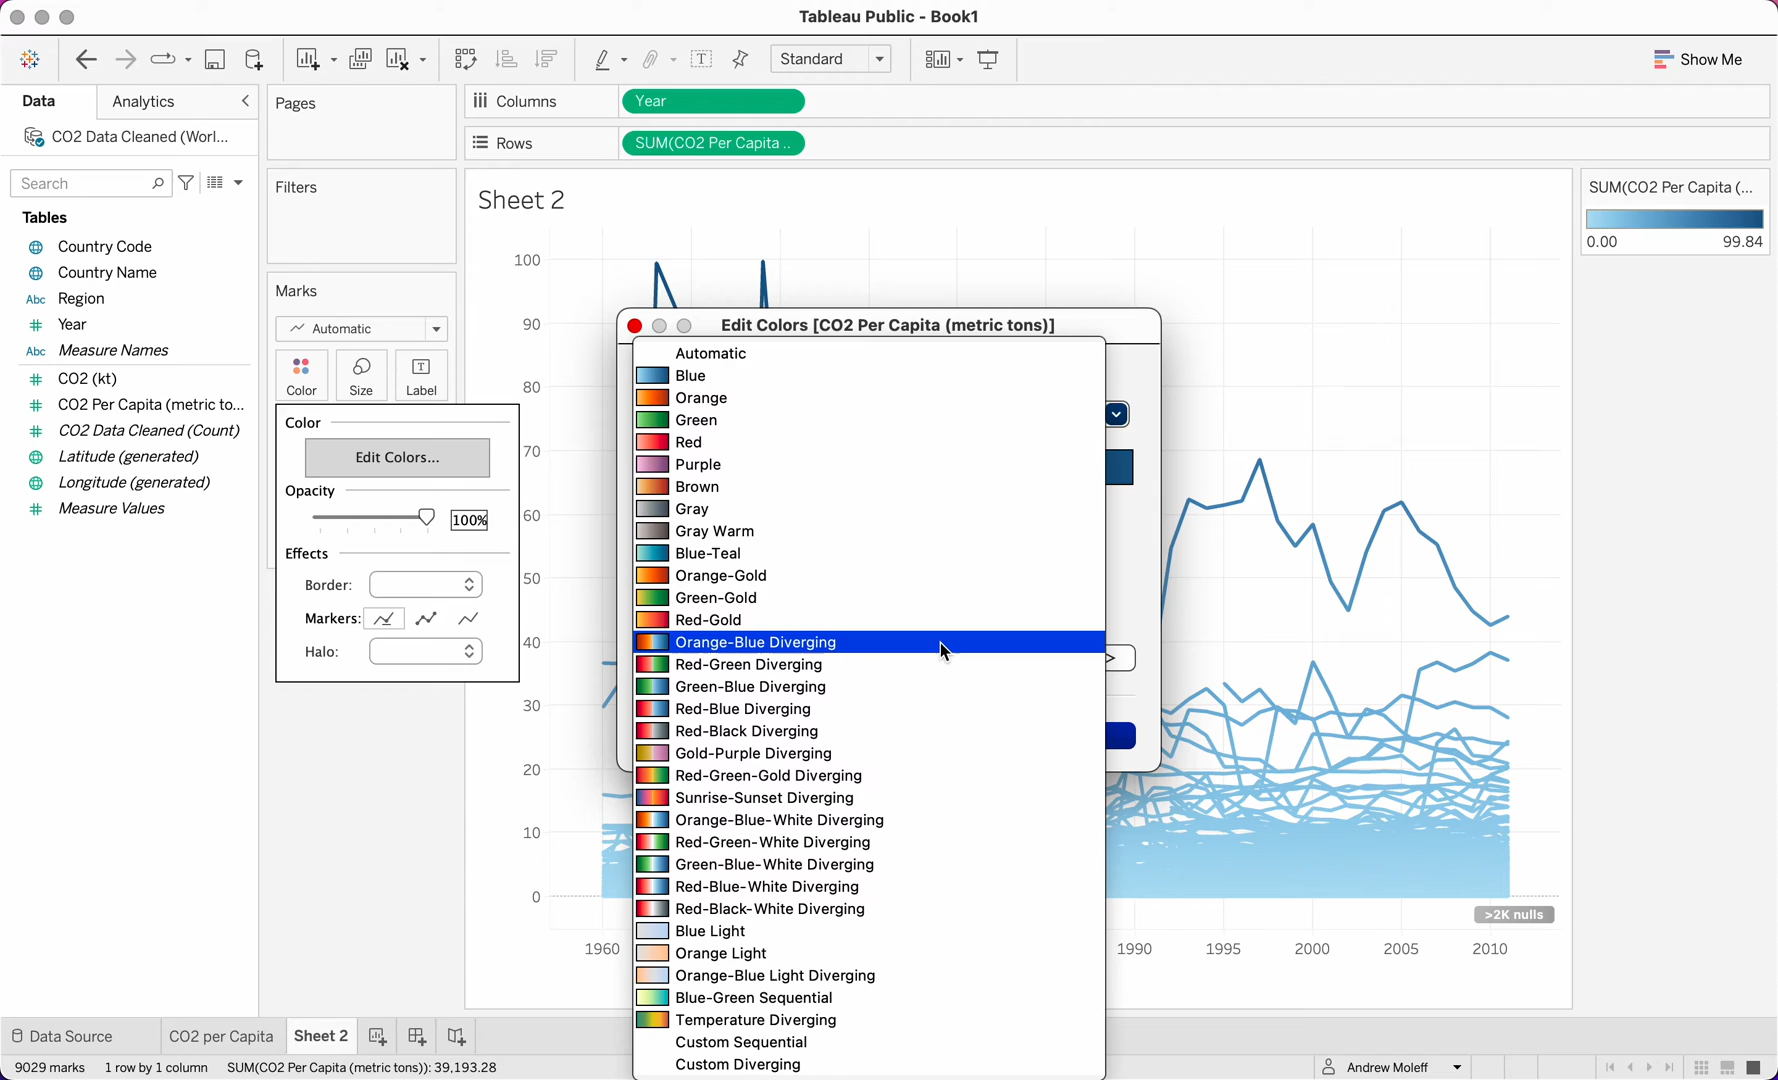 Tableau Public - Book1
Standard
Show Me
Data
Analytics
Pages
Columns
Year
CO2 Data Cleaned (Worl...
Rows
SUM(CO2 Per Capita ..
Search
Filters
Sheet 2
SUM(CO2 Per Capita (...
0.00
99.84
Tables
Country Code
Country Name
Abc
Region
Year
Abc
Measure Names
CO2 (kt)
CO2 Per Capita (metric to...
CO2 Data Cleaned (Count)
Latitude (generated)
Longitude (generated)
Measure Values
Marks
Automatic
Color
Size
Label
Color
Edit Colors...
Opacity
100%
Effects
Border:
Markers:
Halo:
100
90
80
70
60
50
40
30
20
10
0
Edit Colors [CO2 Per Capita (metric tons)]
Automatic
Blue
Orange
Green
Red
Purple
Brown
Gray
Gray Warm
Blue-Teal
Orange-Gold
Green-Gold
Red-Gold
Orange-Blue Diverging
Red-Green Diverging
Green-Blue Diverging
Red-Blue Diverging
Red-Black Diverging
Gold-Purple Diverging
Red-Green-Gold Diverging
Sunrise-Sunset Diverging
Orange-Blue-White Diverging
Red-Green-White Diverging
Green-Blue-White Diverging
Red-Blue-White Diverging
Red-Black-White Diverging
Blue Light
Orange Light
Orange-Blue Light Diverging
Blue-Green Sequential
Temperature Diverging
Custom Sequential
Custom Diverging
>
>2K nulls
1960
1990
1995
2000
2005
2010
Data Source
CO2 per Capita
Sheet 2
9029 marks
1 row by 1 column
SUM(CO2 Per Capita (metric tons)): 39,193.28
Andrew Moleff